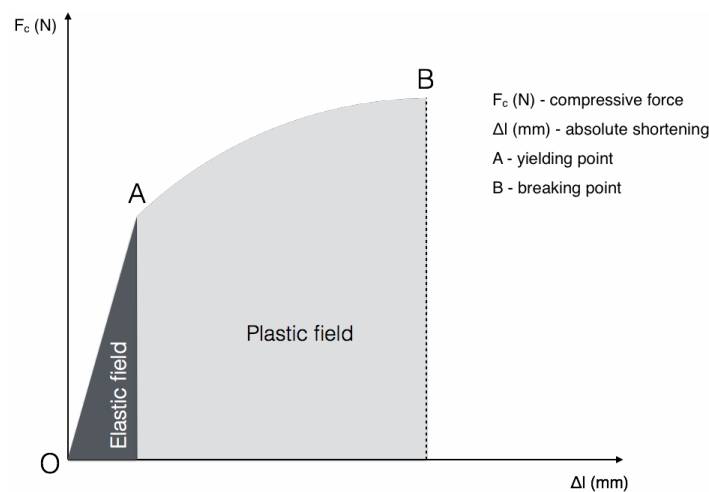 Fc (N)
B
Fc (N) - compressive force
Δl (mm) - absolute shortening
A - yielding point
B - breaking point
A
Plastic field
Elastic field
O
Δl (mm)